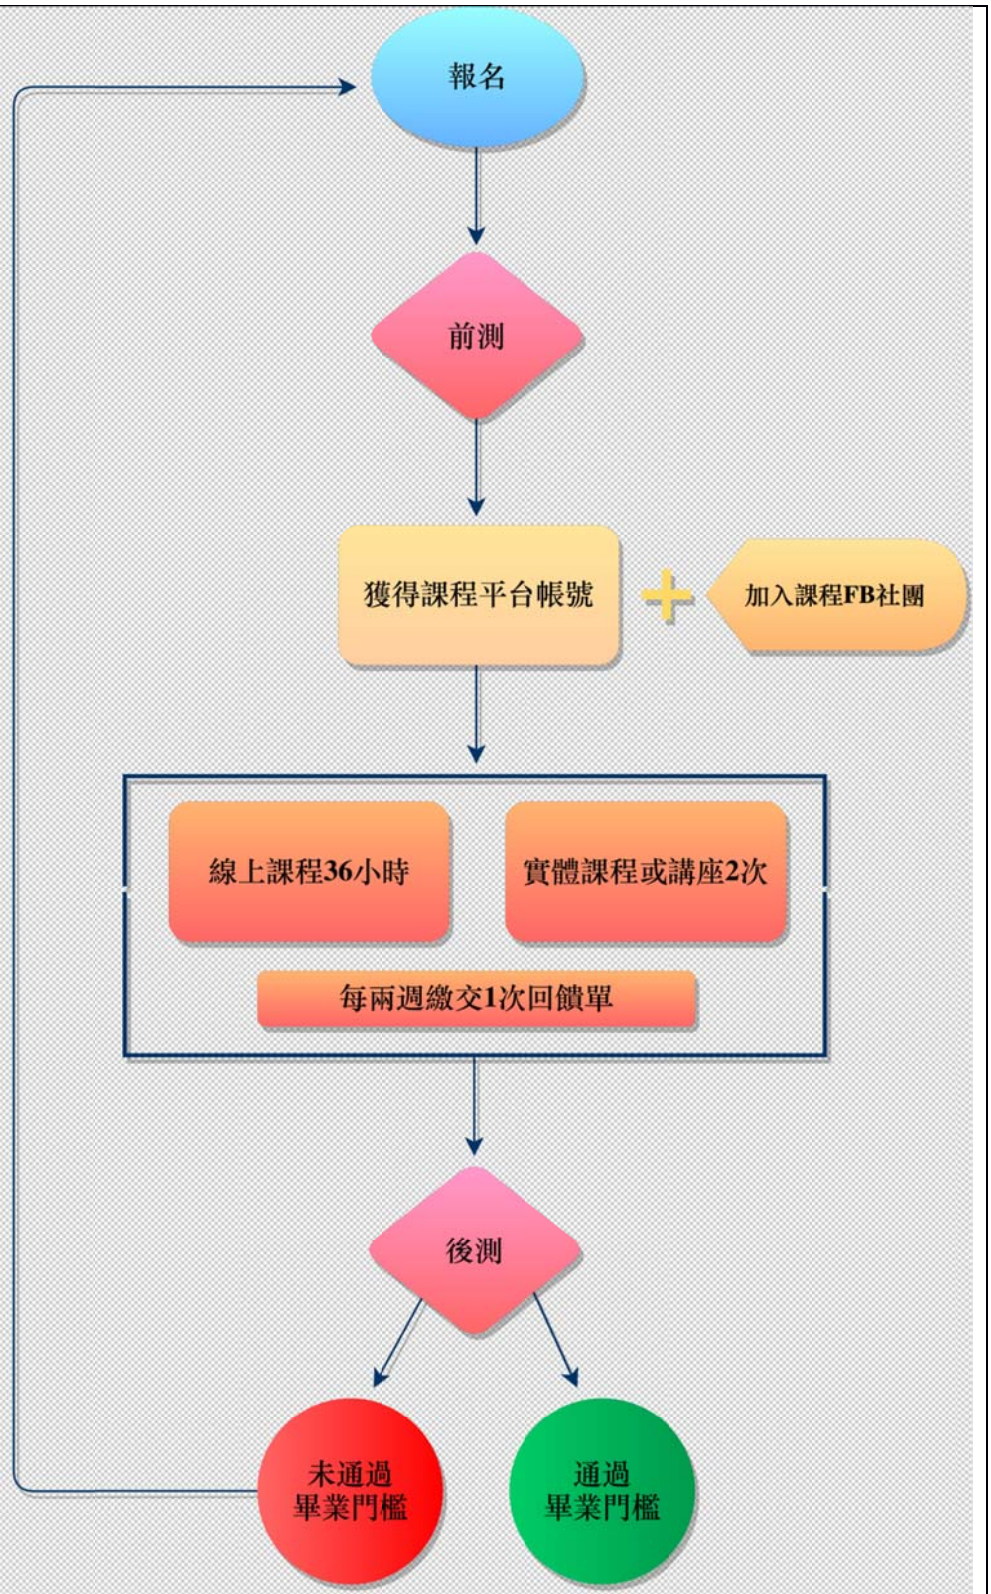 報名
前測
獲得課程平台帳號
加入課程FB社團
線上課程36小時
實體課程或講座2次
每兩週繳交1次回饋單
後測
未通過
畢業門檻
通過
畢業門檻